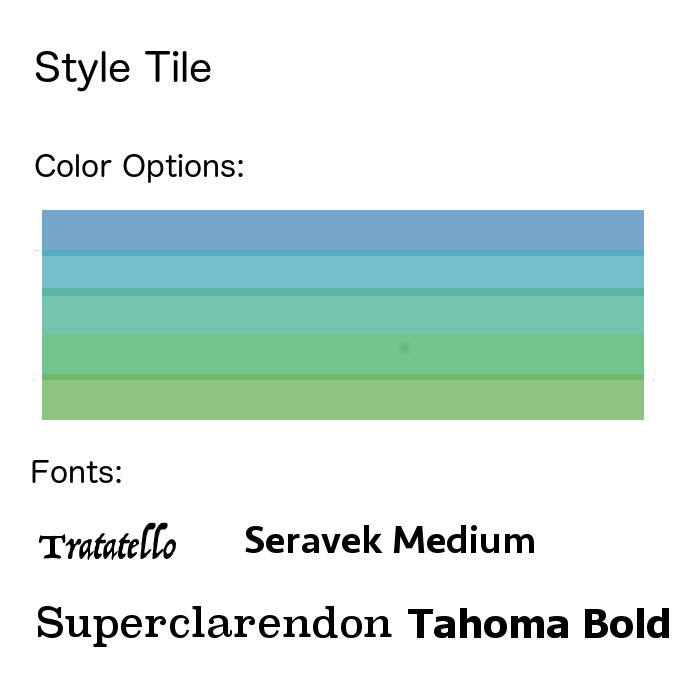 Style Tile
Color Options:
Fonts:
Tratatello Seravek Medium
Superclarendon Tahoma Bold